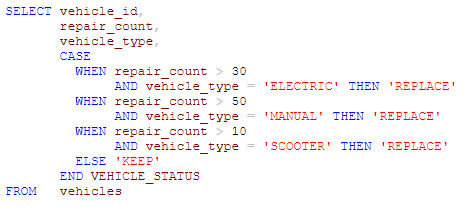 SELECT vehicle_id,
       repair_count,
       vehicle_type,
       CASE
         WHEN repair_count > 30
              AND vehicle_type = 'ELECTRIC' THEN 'REPLACE'
         WHEN repair_count > 50
              AND vehicle_type = 'MANUAL' THEN 'REPLACE'
         WHEN repair_count > 10
              AND vehicle_type = 'SCOOTER' THEN 'REPLACE'
         ELSE 'KEEP'
       END VEHICLE_STATUS
FROM   vehicles